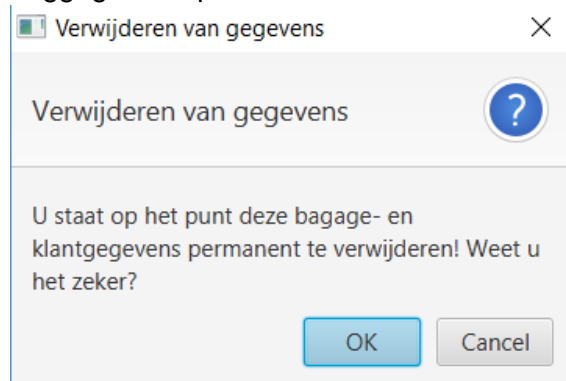 Verwijderen van gegevens
Verwijderen van gegevens
?
U staat op het punt deze bagage- en
klantgegevens permanent te verwijderen! Weet u
het zeker?
OK Cancel